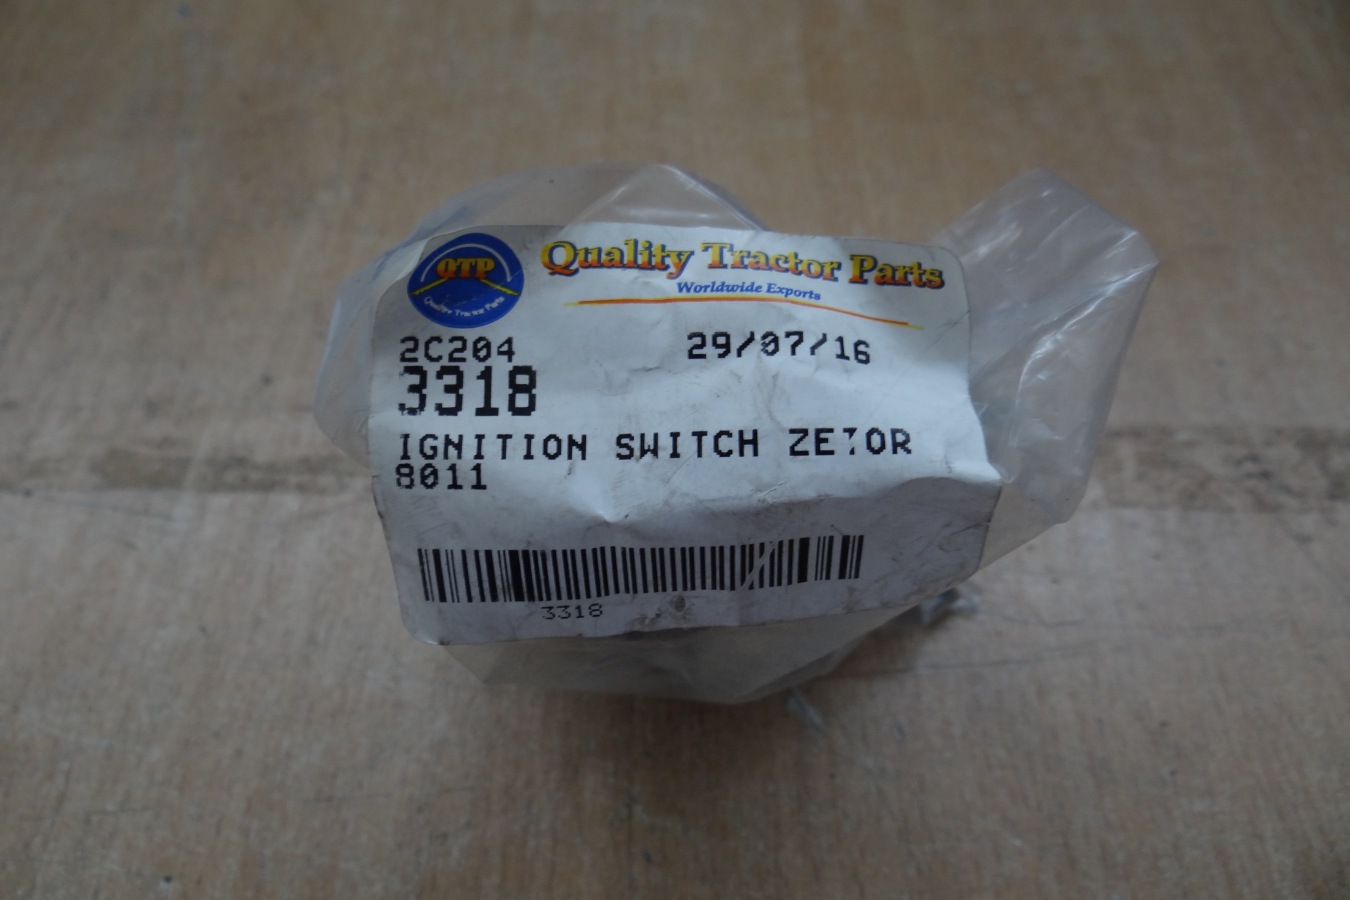 QTP
Quality Tractor Parts
Quality Tractor Parts
Worldwide Exports
2C204 29/07/16
3318
IGNITION SWITCH ZETOR
8011
3318